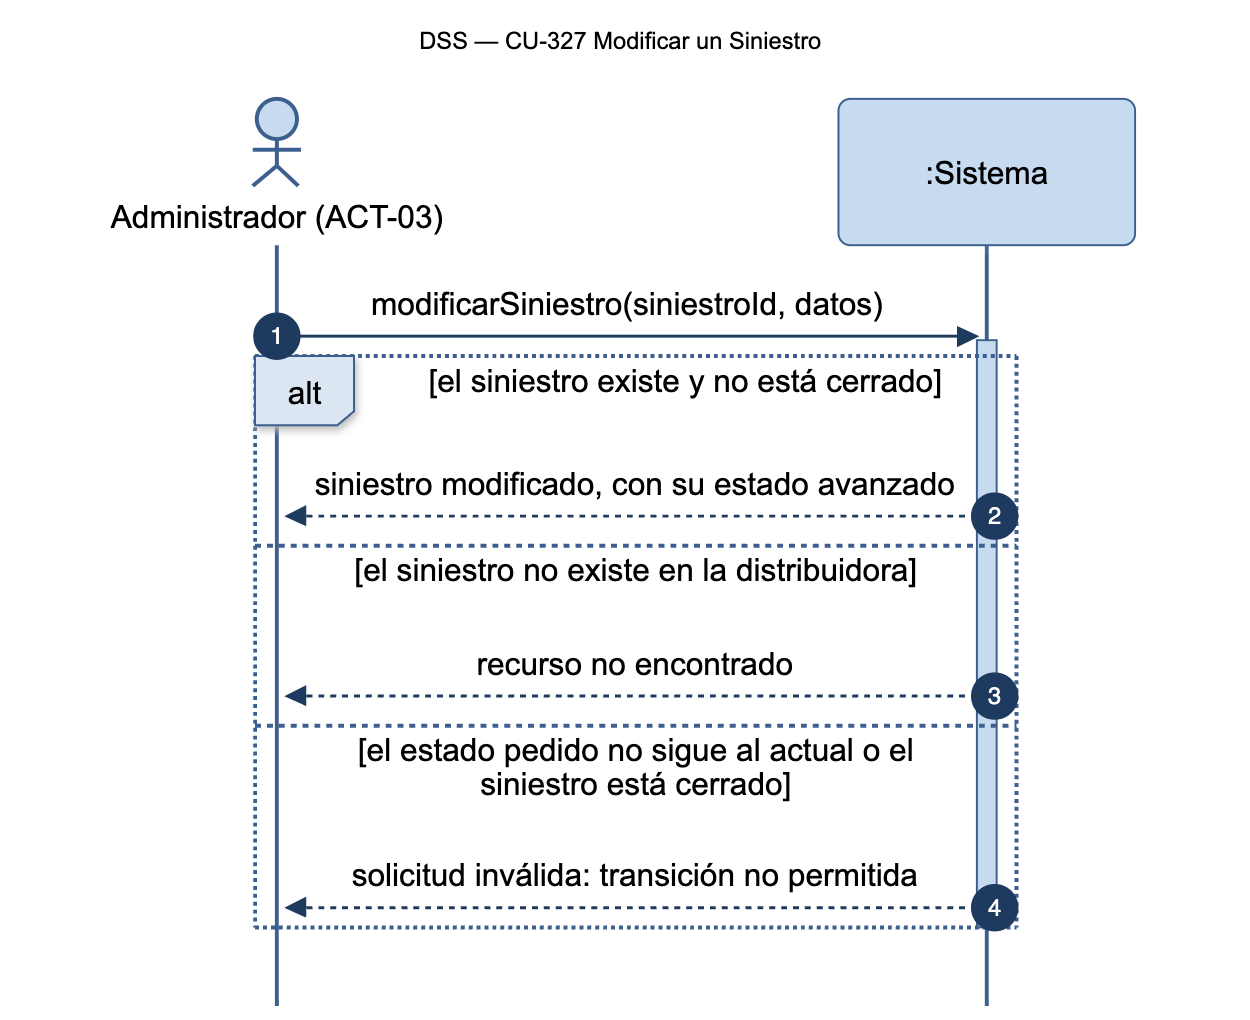 DSS — CU-327 Modificar un Siniestro
Administrador (ACT-03)
:Sistema
modificarSiniestro(siniestroId, datos)
1
alt
[el siniestro existe y no está cerrado]
siniestro modificado, con su estado avanzado
2
[el siniestro no existe en la distribuidora]
recurso no encontrado
3
[el estado pedido no sigue al actual o el
siniestro está cerrado]
solicitud inválida: transición no permitida
4